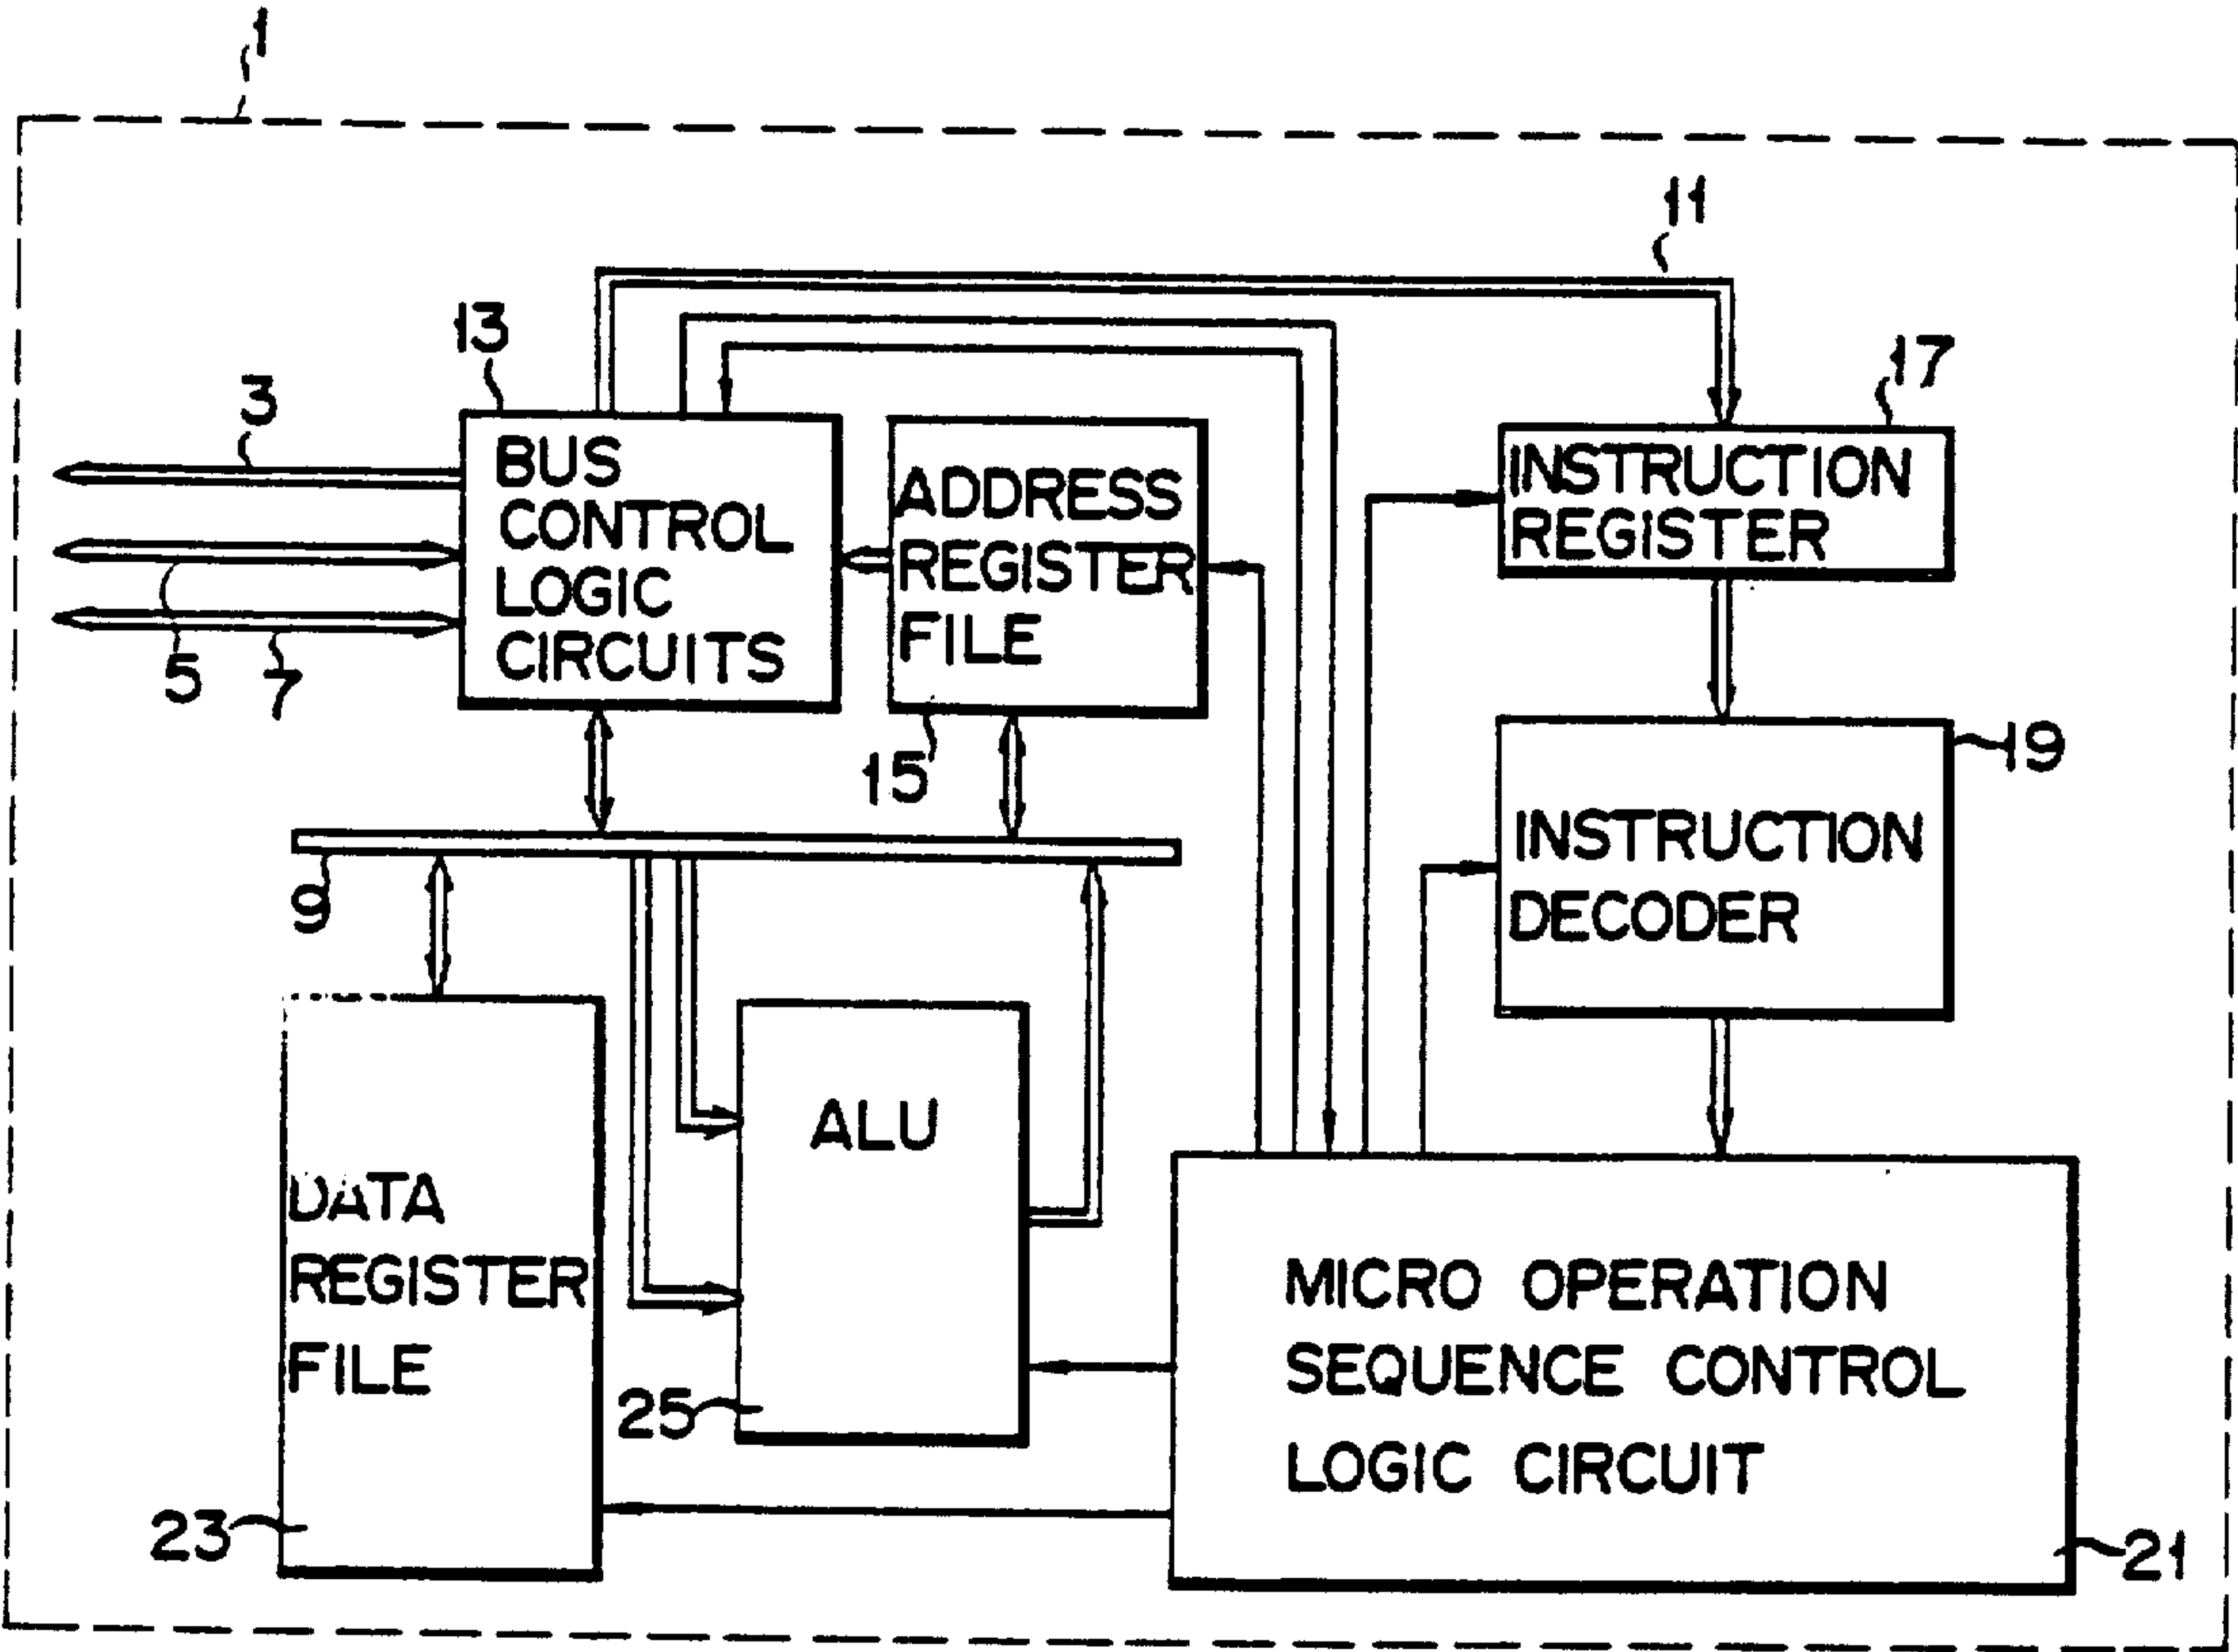 1
11
13
17
3
BUS
CONTROL
LOGIC
CIRCUITS
ADDRESS
REGISTER
FILE
INSTRUCTION
REGISTER
5
7
15
19
9
INSTRUCTION
DECODER
ALU
DATA
REGISTER
FILE
25
23
MICRO OPERATION
SEQUENCE CONTROL
LOGIC CIRCUIT
21